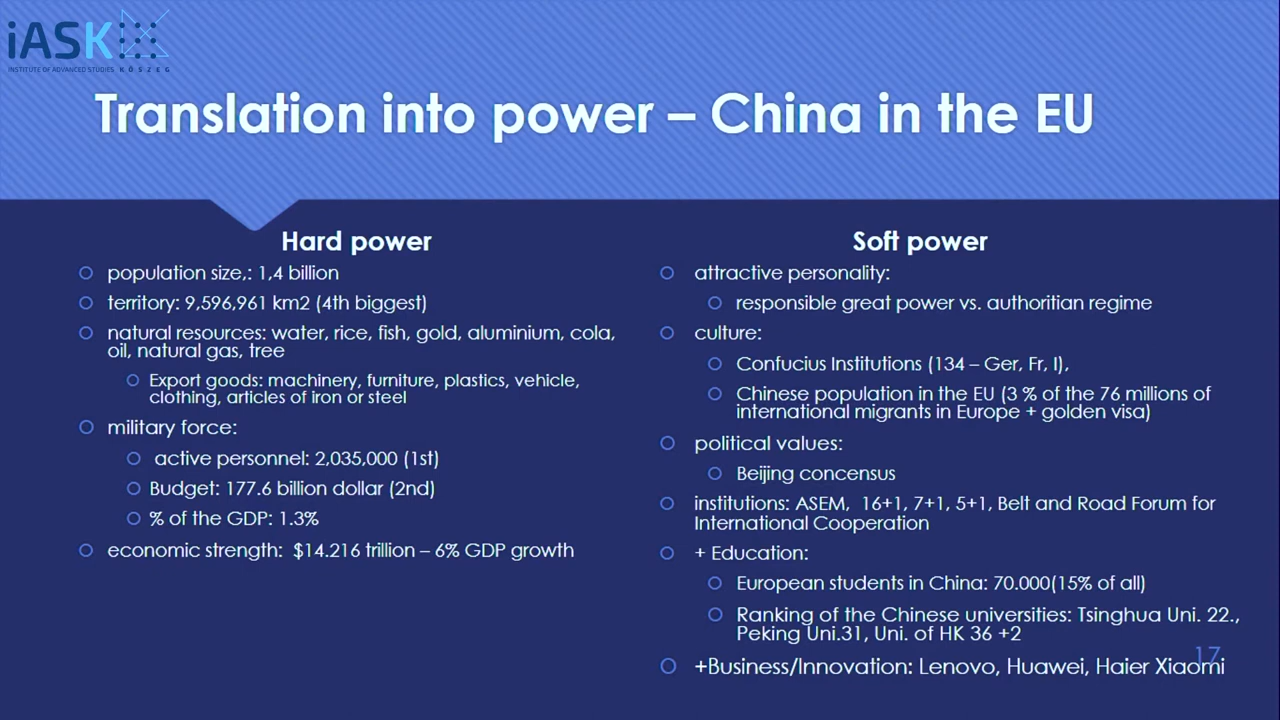 iASK
INSTITUTE OF ADVANCED STUDIES KŐSZEG
Translation into power – China in the EU
Hard power
population size,: 1,4 billion
territory: 9,596,961 km2 (4th biggest)
natural resources: water, rice, fish, gold, aluminium, cola,
oil, natural gas, tree
Export goods: machinery, furniture, plastics, vehicle,
clothing, articles of iron or steel
military force:
active personnel: 2,035,000 (1st)
Budget: 177.6 billion dollar (2nd)
% of the GDP: 1.3%
economic strength: $14.216 trillion – 6% GDP growth
Soft power
attractive personality:
responsible great power vs. authoritian regime
culture:
Confucius Institutions (134 – Ger, Fr, I),
Chinese population in the EU (3 % of the 76 millions of
international migrants in Europe + golden visa)
political values:
Beijing concensus
institutions: ASEM, 16+1, 7+1, 5+1, Belt and Road Forum for
International Cooperation
+ Education:
European students in China: 70.000(15% of all)
Ranking of the Chinese universities: Tsinghua Uni. 22.,
Peking Uni.31, Uni. of HK 36 +2
+Business/Innovation: Lenovo, Huawei, Haier Xiaomi
17